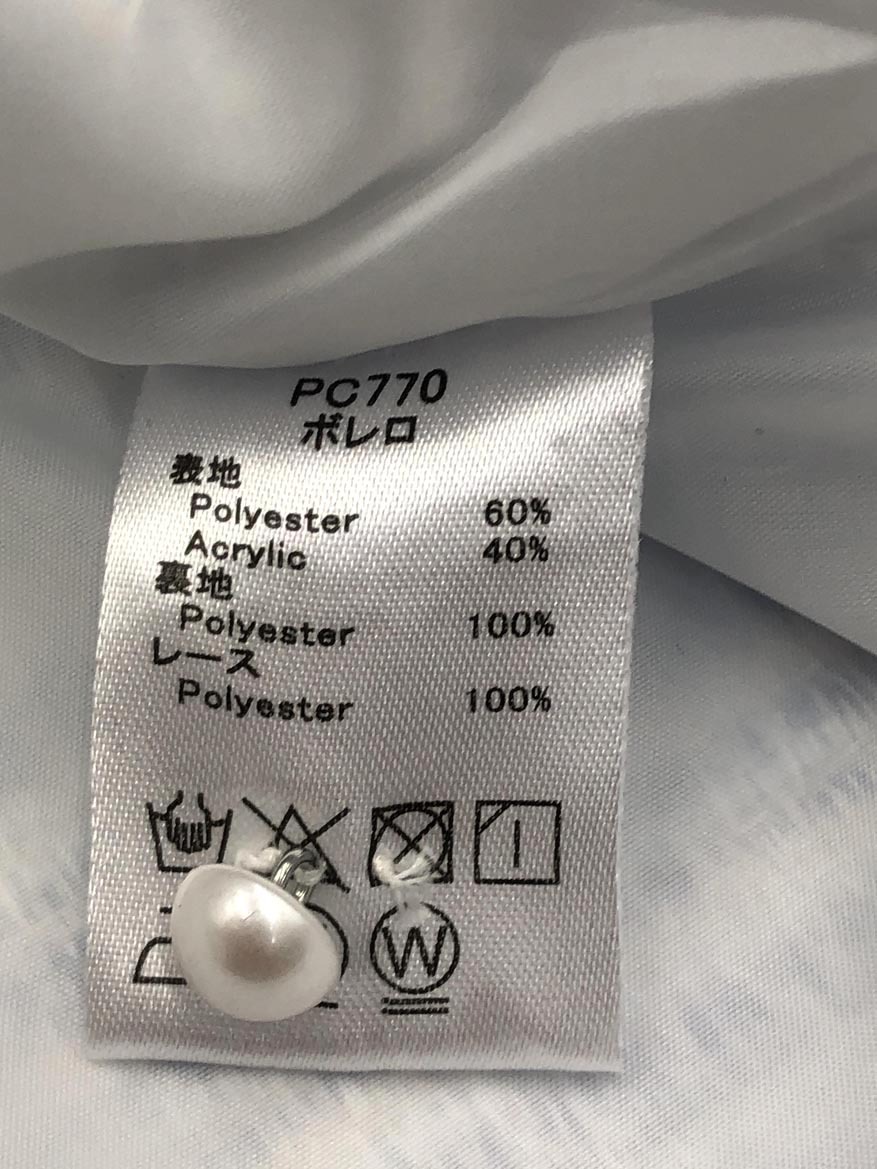 PC770
ボレロ
表地
Polyester 60%
Acrylic 40%
裏地
Polyester 100%
レース
Polyester 100%
W